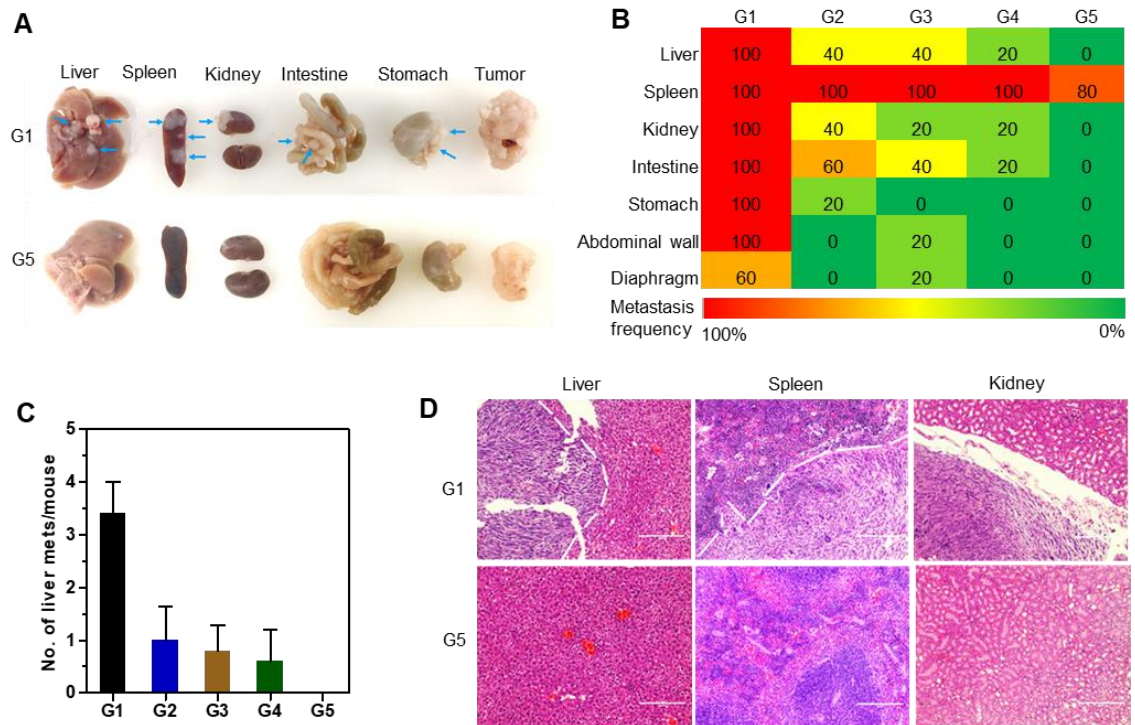 A
Liver Spleen Kidney Intestine Stomach Tumor
G1
G5
B
G1 G2 G3 G4 G5
Liver 100 40 40 20 0
Spleen 100 100 100 100 80
Kidney 100 40 20 20 0
Intestine 100 60 40 20 0
Stomach 100 20 0 0 0
Abdominal wall 100 0 20 0 0
Diaphragm 60 0 20 0 0
Metastasis
frequency
100% 0%
C
No. of liver mets/mouse
5
4
3
2
1
0
G1 G2 G3 G4 G5
D
Liver Spleen Kidney
G1
G5